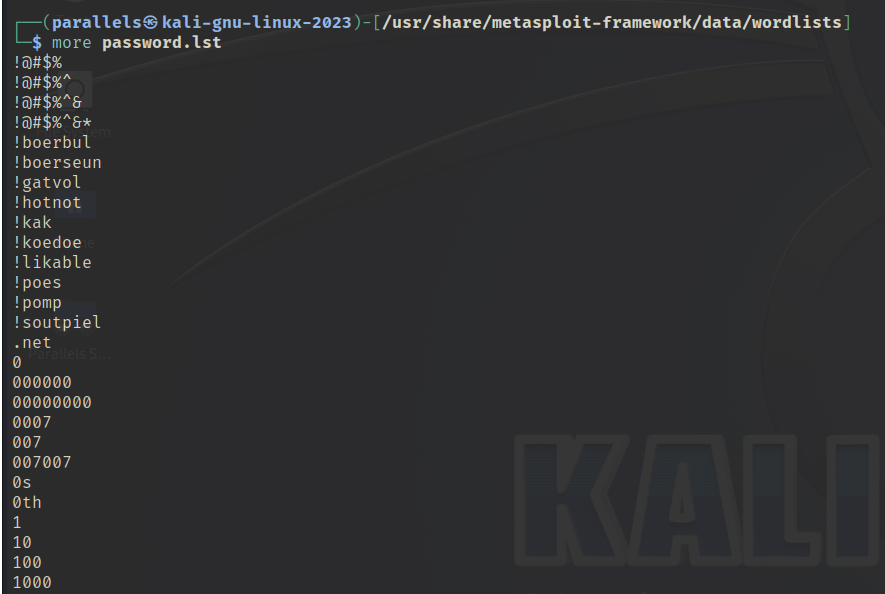 ┌──(parallels㉿kali-gnu-linux-2023)-[/usr/share/metasploit-framework/data/wordlists]
└─$ more password.lst
!@#$%
!@#$%^
!@#$%^&
!@#$%^&*
!boerbul
!boerseun
!gatvol
!hotnot
!kak
!koedoe
!likable
!poes
!pomp
!soutpiel
.net
Parallels S...
0
000000
00000000
0007
007
007007
0s
0th
1
10
100
1000
KALI